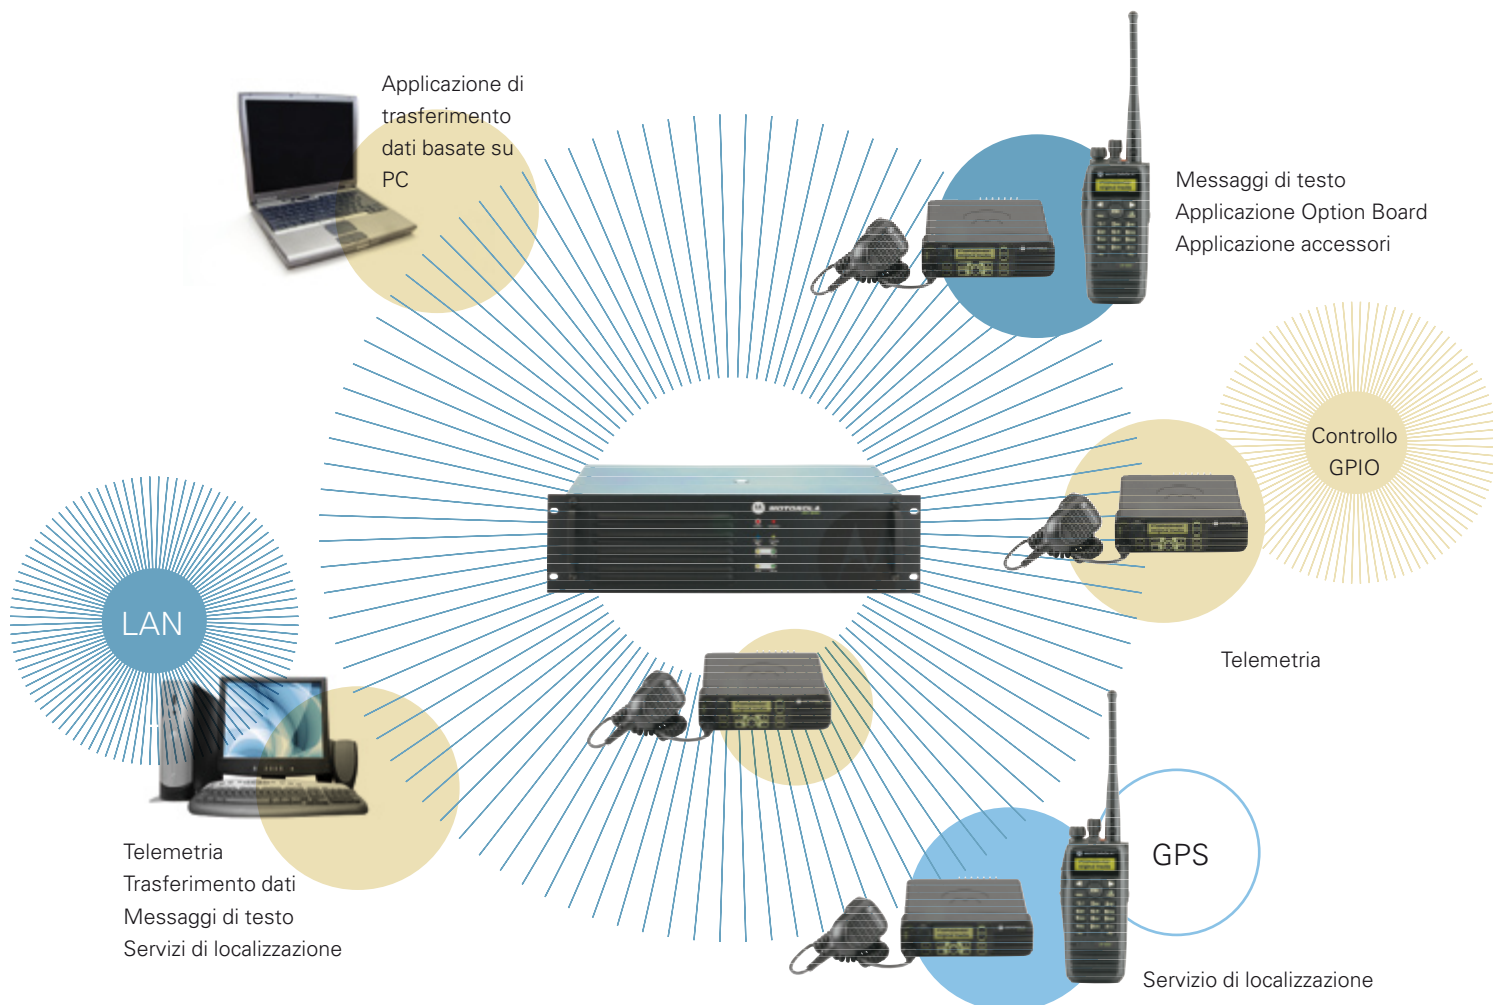 Applicazione di
trasferimento
dati basate su
PC
Messaggi di testo
Applicazione Option Board
Applicazione accessori
Controllo
GPIO
MOTOROLA
LAN
Telemetria
Telemetria
Trasferimento dati
Messaggi di testo
Servizi di localizzazione
GPS
Servizio di localizzazione